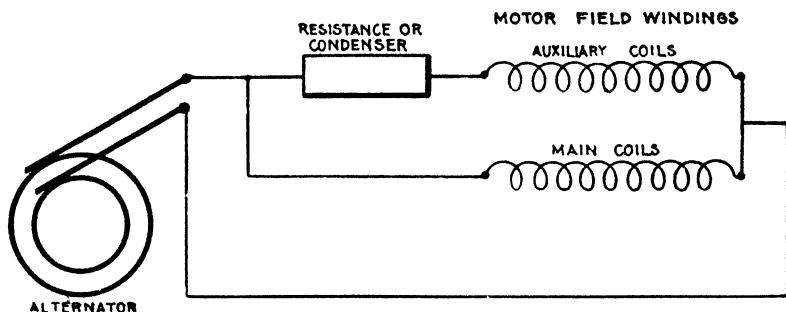 MOTOR FIELD WINDINGS
RESISTANCE OR
CONDENSER
AUXILIARY COILS
MAIN COILS
ALTERNATOR